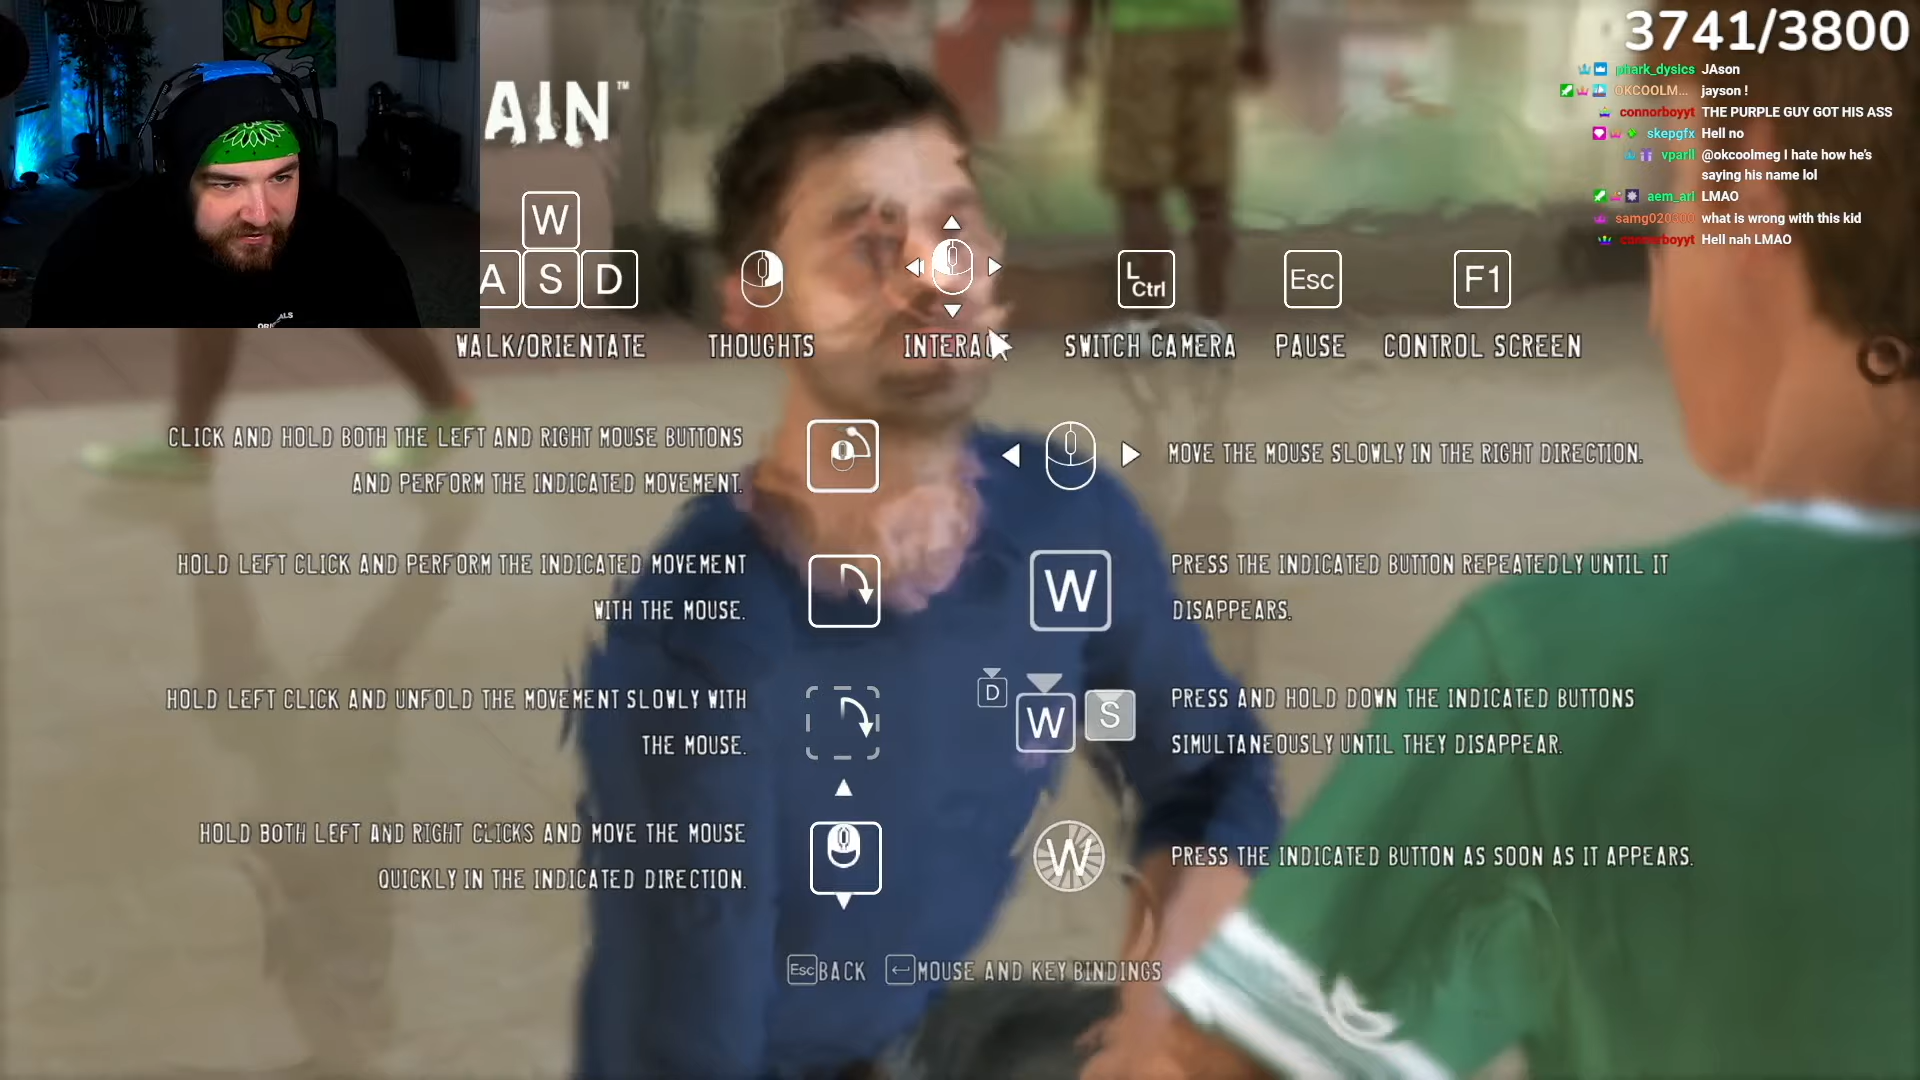 3741/3800
phark_dysics JAson
OKCOOLM... jayson !
connorboyyt THE PURPLE GUY GOT HIS ASS
skepgfx Hell no
vparil @okcoolmeg I hate how he's
saying his name lol
aem_ari LMAO
what is wrong with this kid
connorboyyt Hell nah LMAO
AIN™
W
A S D
L Ctrl
Esc
F1
WALK/ORIENTATE
THOUGHTS
INTERACT
SWITCH CAMERA
PAUSE
CONTROL SCREEN
CLICK AND HOLD BOTH THE LEFT AND RIGHT MOUSE BUTTONS
AND PERFORM THE INDICATED MOVEMENT.
MOVE THE MOUSE SLOWLY IN THE RIGHT DIRECTION.
HOLD LEFT CLICK AND PERFORM THE INDICATED MOVEMENT
WITH THE MOUSE.
W
PRESS THE INDICATED BUTTON REPEATEDLY UNTIL IT
DISAPPEARS.
HOLD LEFT CLICK AND UNFOLD THE MOVEMENT SLOWLY WITH
THE MOUSE.
D W S
PRESS AND HOLD DOWN THE INDICATED BUTTONS
SIMULTANEOUSLY UNTIL THEY DISAPPEAR.
HOLD BOTH LEFT AND RIGHT CLICKS AND MOVE THE MOUSE
QUICKLY IN THE INDICATED DIRECTION.
W
PRESS THE INDICATED BUTTON AS SOON AS IT APPEARS.
Esc BACK
MOUSE AND KEY BINDINGS